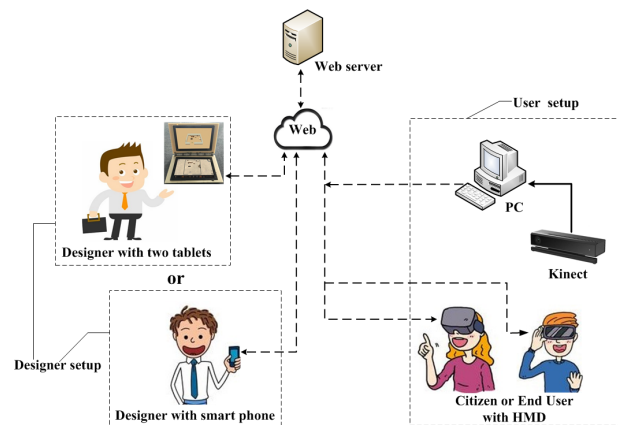 Web server
Web
User setup
PC
Kinect
Designer with two tablets
or
Designer setup
Designer with smart phone
Citizen or End User
with HMD